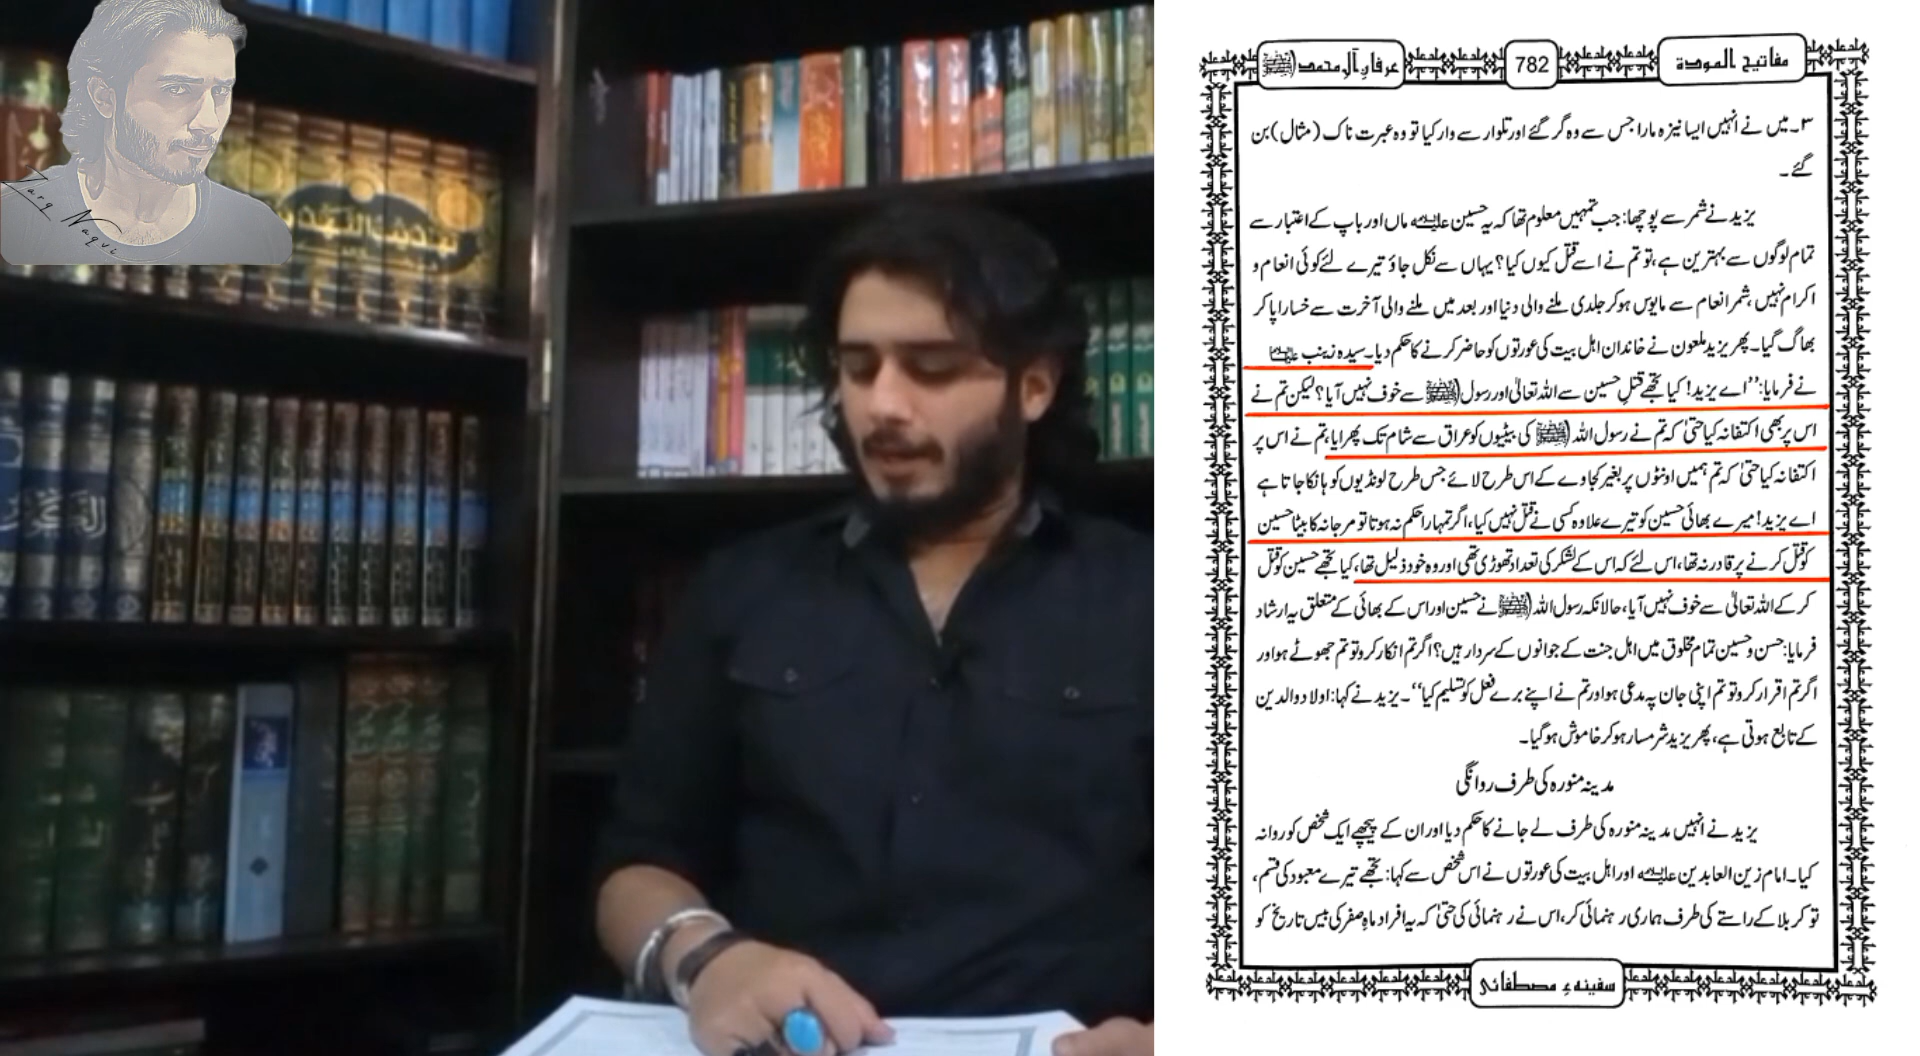 Zarq Naqvi
عرفانِ آلِ محمد(ﷺ)
782
مفاتیح المودة
۳۔میں نے انہیں ایسا نیزہ مارا جس سے وہ گر گئے اور تلوار سے وار کیا تو وہ عبرت ناک (مثال) بن
گئے۔
یزید نے شمر سے پوچھا: جب تمہیں معلوم تھا کہ یہ حسین علیہ السلام ماں اور باپ کے اعتبار سے
تمام لوگوں سے بہترین ہے، تو تم نے اسے قتل کیوں کیا؟ یہاں سے نکل جاؤ تیرے لئے کوئی انعام و
اکرام نہیں شمر انعام سے مایوس ہو کر جلدی ملنے والی دنیا اور بعد میں ملنے والی آخرت سے خسارا پا کر
بھاگ گیا۔ پھر یزید ملعون نے خاندان اہل بیت کی عورتوں کو حاضر کرنے کا حکم دیا۔ سیدہ زینب
نے فرمایا: ’’اے یزید! کیا تجھے قتلِ حسین سے اللہ تعالیٰ اور رسول (ﷺ) سے خوف نہیں آیا؟ لیکن تم نے
اس پر بھی اکتفا نہ کیا حتیٰ کہ تم نے رسول اللہ (ﷺ) کی بیٹیوں کو عراق سے شام تک پھرایا، تم نے اس پر
اکتفا نہ کیا حتیٰ کہ تم ہمیں اونٹوں پر بغیر کجاوے کے اس طرح لائے جس طرح لونڈیوں کو ہانکا جاتا ہے
اے یزید! میرے بھائی حسین کو تیرے علاوہ کسی نے قتل نہیں کیا، اگر تمہارا حکم نہ ہوتا تو مرجانہ کا بیٹا حسین
کو قتل کرنے پر قادر نہ تھا، اس لئے کہ اس کے لشکر کی تعداد تھوڑی تھی اور وہ خود ذلیل تھا، کیا تجھے حسین کو قتل
کر کے اللہ تعالیٰ سے خوف نہیں آیا، حالانکہ رسول اللہ (ﷺ) نے حسین اور اس کے بھائی کے متعلق یہ ارشاد
فرمایا: حسن و حسین تمام مخلوق میں اہل جنت کے جوانوں کے سردار ہیں؟ اگر تم انکار کرو تو تم جھوٹے ہو اور
اگر تم اقرار کرو تو تم اپنی جان پہ مدعی ہو اور تم نے اپنے برے فعل کو تسلیم کیا‘‘۔ یزید نے کہا: اولاد والدین
کے تابع ہوتی ہے، پھر یزید شرمسار ہو کر خاموش ہو گیا۔
مدینہ منورہ کی طرف روانگی
یزید نے انہیں مدینہ منورہ کی طرف لے جانے کا حکم دیا اور ان کے پیچھے ایک شخص کو روانہ
کیا۔ امام زین العابدین علیہ السلام اور اہل بیت کی عورتوں نے اس شخص سے کہا: تجھے تیرے معبود کی قسم،
تو کربلا کے راستے کی طرف ہماری رہنمائی کر، اس نے رہنمائی کی حتیٰ کہ یہ افراد ماہِ صفر کی بیس تاریخ کو
سفینہءِ مصطفائی